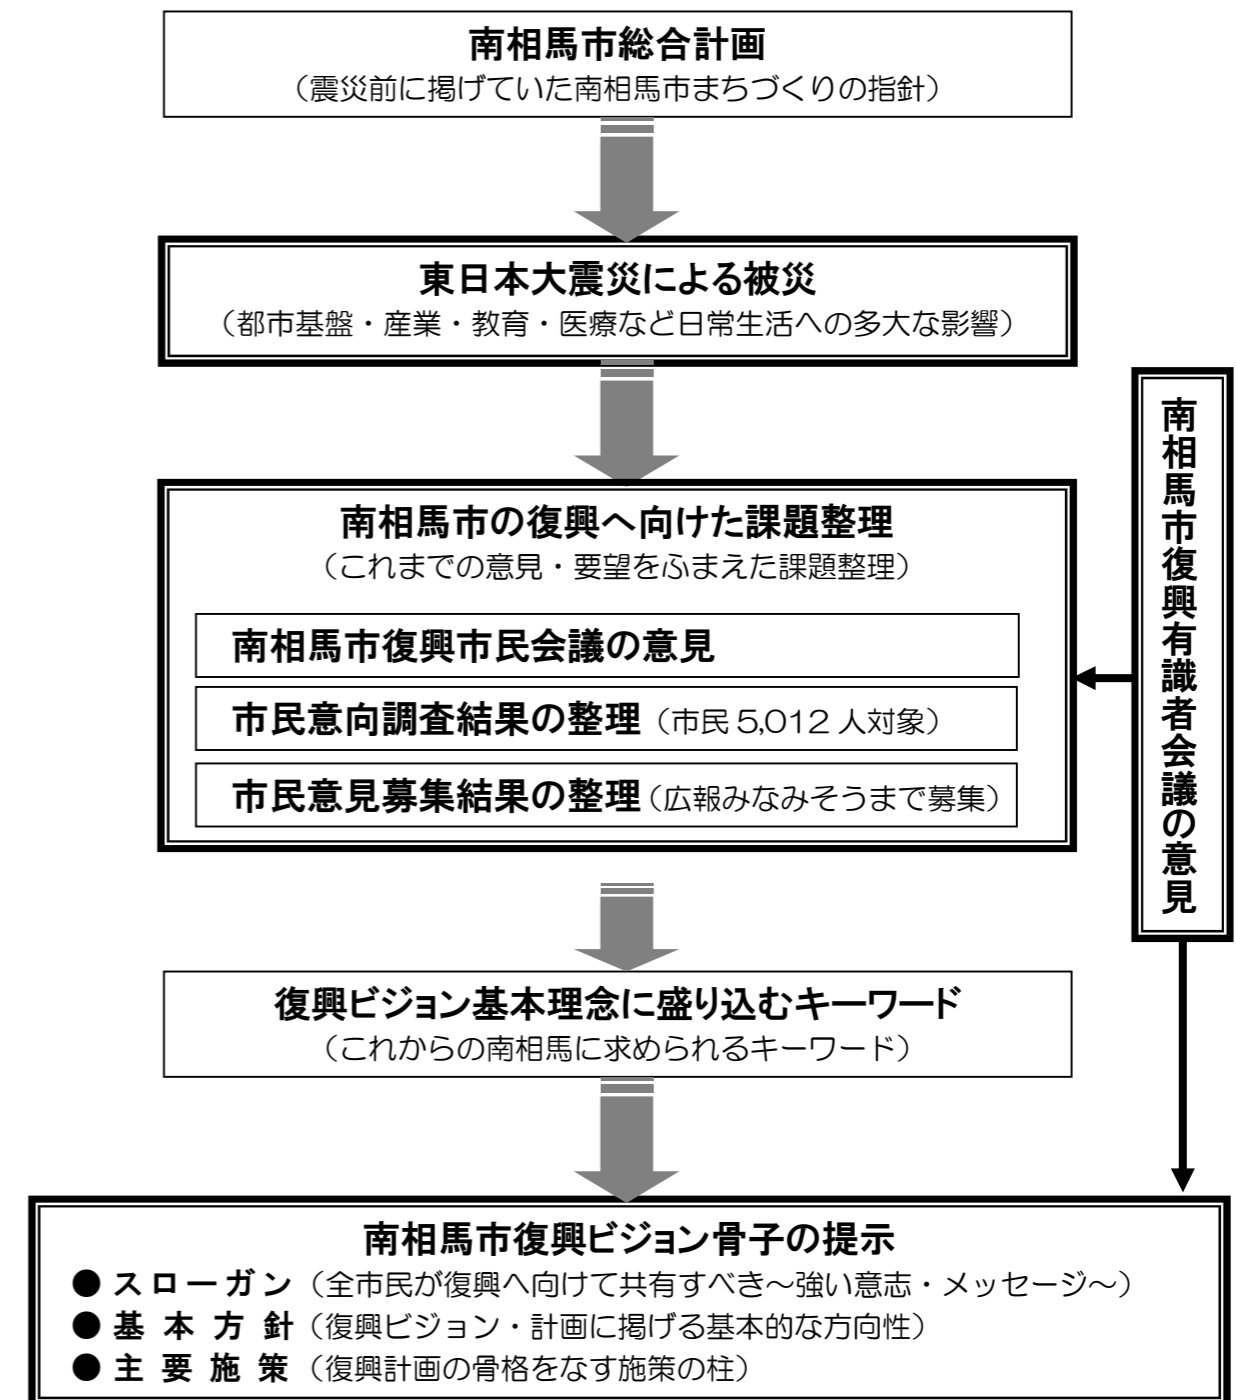 南相馬市総合計画
（震災前に掲げていた南相馬市まちづくりの指針）
東日本大震災による被災
（都市基盤・産業・教育・医療など日常生活への多大な影響）
南相馬市の復興へ向けた課題整理
（これまでの意見・要望をふまえた課題整理）
南相馬市復興市民会議の意見
市民意向調査結果の整理（市民 5,012 人対象）
市民意見募集結果の整理（広報みなみそうまで募集）
南相馬市復興有識者会議の意見
復興ビジョン基本理念に盛り込むキーワード
（これからの南相馬に求められるキーワード）
南相馬市復興ビジョン骨子の提示
● スローガン（全市民が復興へ向けて共有すべき～強い意志・メッセージ～）
● 基 本 方 針（復興ビジョン・計画に掲げる基本的な方向性）
● 主 要 施 策（復興計画の骨格をなす施策の柱）